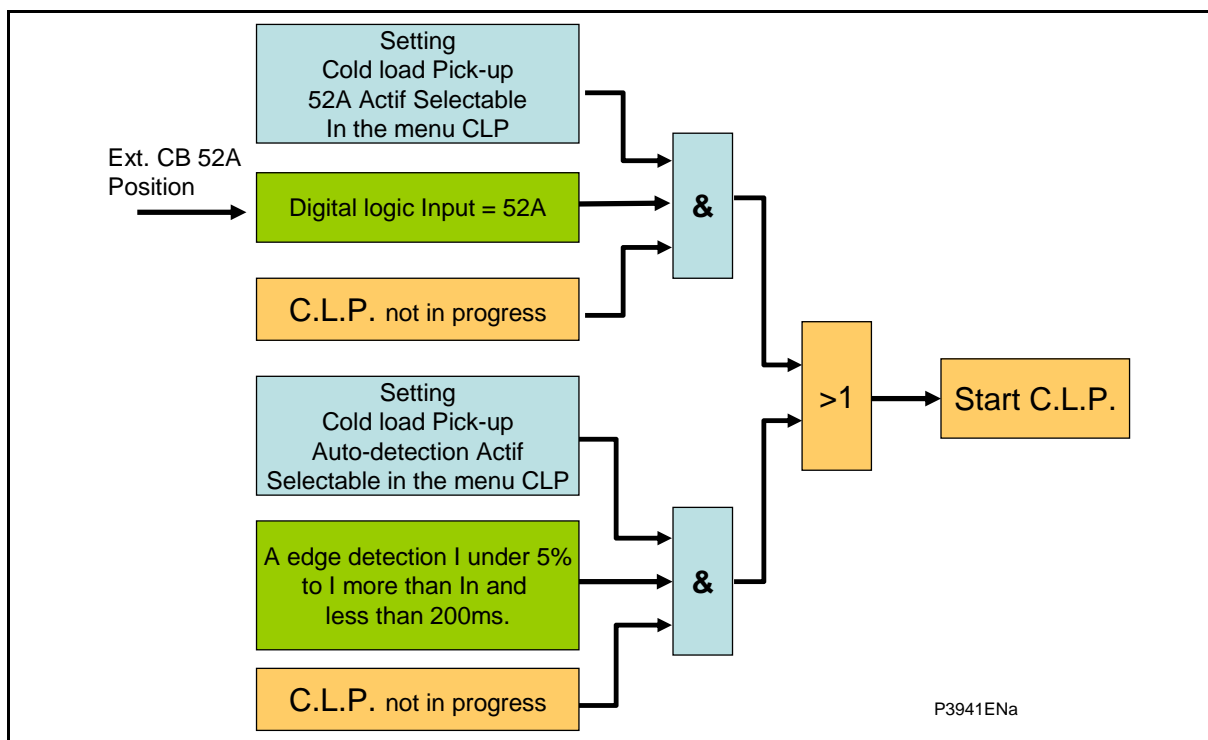 Setting
Cold load Pick-up
52A Actif Selectable
In the menu CLP
Ext. CB 52A
Position
Digital logic Input = 52A
&
C.L.P. not in progress
Setting
Cold load Pick-up
Auto-detection Actif
Selectable in the menu CLP
>1
Start C.L.P.
A edge detection I under 5%
to I more than In and
less than 200ms.
&
C.L.P. not in progress
P3941ENa